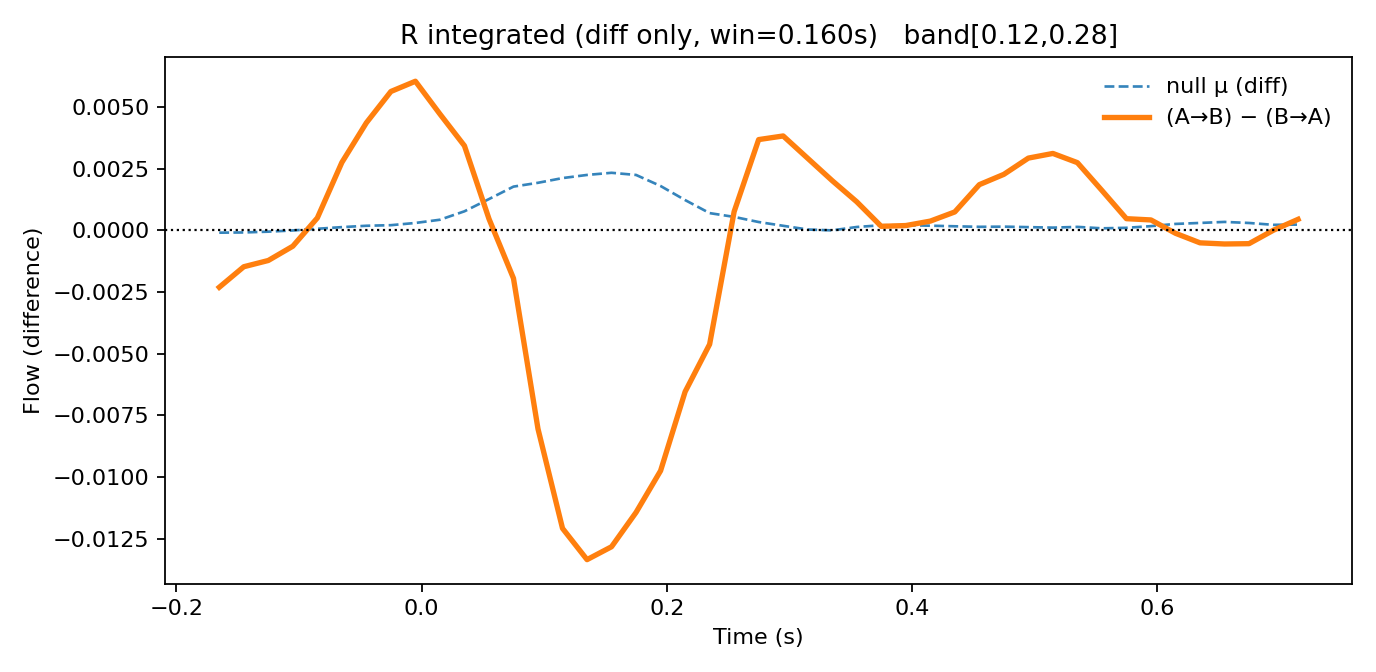 R integrated (diff only, win=0.160s)   band[0.12,0.28]
null μ (diff)
(A→B) − (B→A)
Flow (difference)
0.0050
0.0025
0.0000
−0.0025
−0.0050
−0.0075
−0.0100
−0.0125
−0.2 0.0 0.2 0.4 0.6
Time (s)